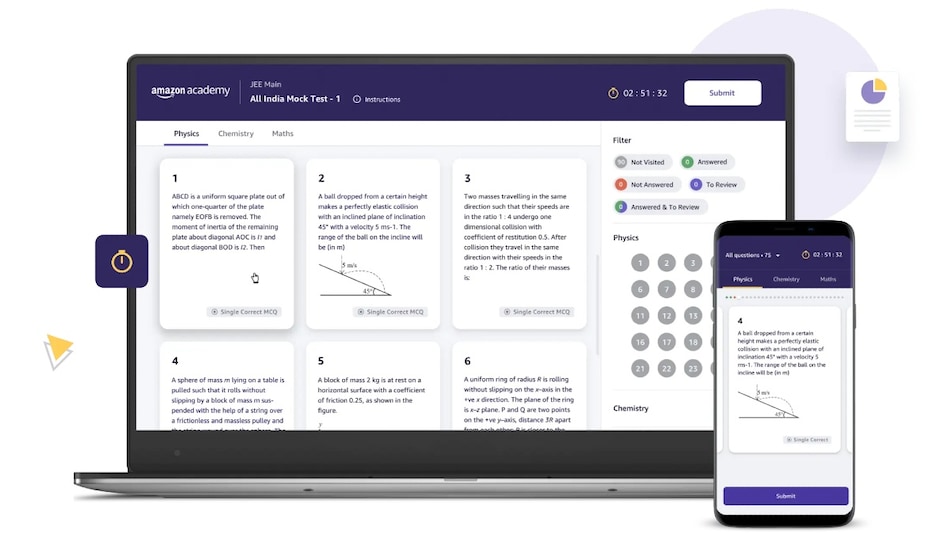 amazon academy
JEE Main
All India Mock Test - 1
Instructions
02 : 51 : 32
Submit
Physics
Chemistry
Maths
1
ABCD is a uniform square plate out of
which one-quarter of the plate
namely EOFB is removed. The
moment of inertia of the remaining
plate about diagonal AOC is I1 and
about diagonal BOD is I2. Then
Single Correct MCQ
2
A ball dropped from a certain height
makes a perfectly elastic collision
with an inclined plane of inclination
45° with a velocity 5 ms-1. The
range of the ball on the incline will
be (in m)
5 m/s
45°
Single Correct MCQ
3
Two masses travelling in the same
direction such that their speeds are
in the ratio 1 : 4 undergo one
dimensional collision with
coefficient of restitution 0.5. After
collision they travel in the same
direction with their speeds in the
ratio 1 : 2. The ratio of their masses
is:
Single Correct MCQ
4
A sphere of mass m lying on a table is
pulled such that it rolls without
slipping by a block of mass m sus-
pended with the help of a string over
a frictionless and massless pulley and
5
A block of mass 2 kg is at rest on a
horizontal surface with a coefficient
of friction 0.25, as shown in the
figure.
6
A uniform ring of radius R is rolling
without slipping on the x-axis in the
+ve x direction. The plane of the ring
is x-z plane. P and Q are two points
on the +ve y-axis, distance 3R apart
Filter
90 Not Visited
0 Answered
0 Not Answered
0 To Review
0 Answered & To Review
Physics
1 2 3
6 7 8
11 12 13
16 17 18
21 22 23
Chemistry
All questions • 75
02 : 51 : 32
Physics
Chemistry
Maths
4
A ball dropped from a certain
height makes a perfectly elastic
collision with an inclined plane of
inclination 45° with a velocity 5
ms-1. The range of the ball on the
incline will be (in m)
5 m/s
45°
Single Correct
Submit